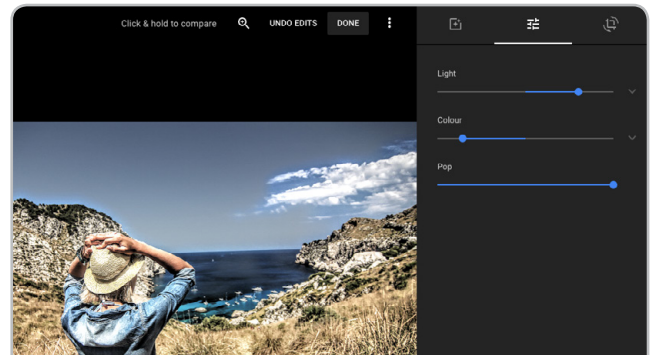 Click & hold to compare
UNDO EDITS
DONE
Light
Colour
Pop